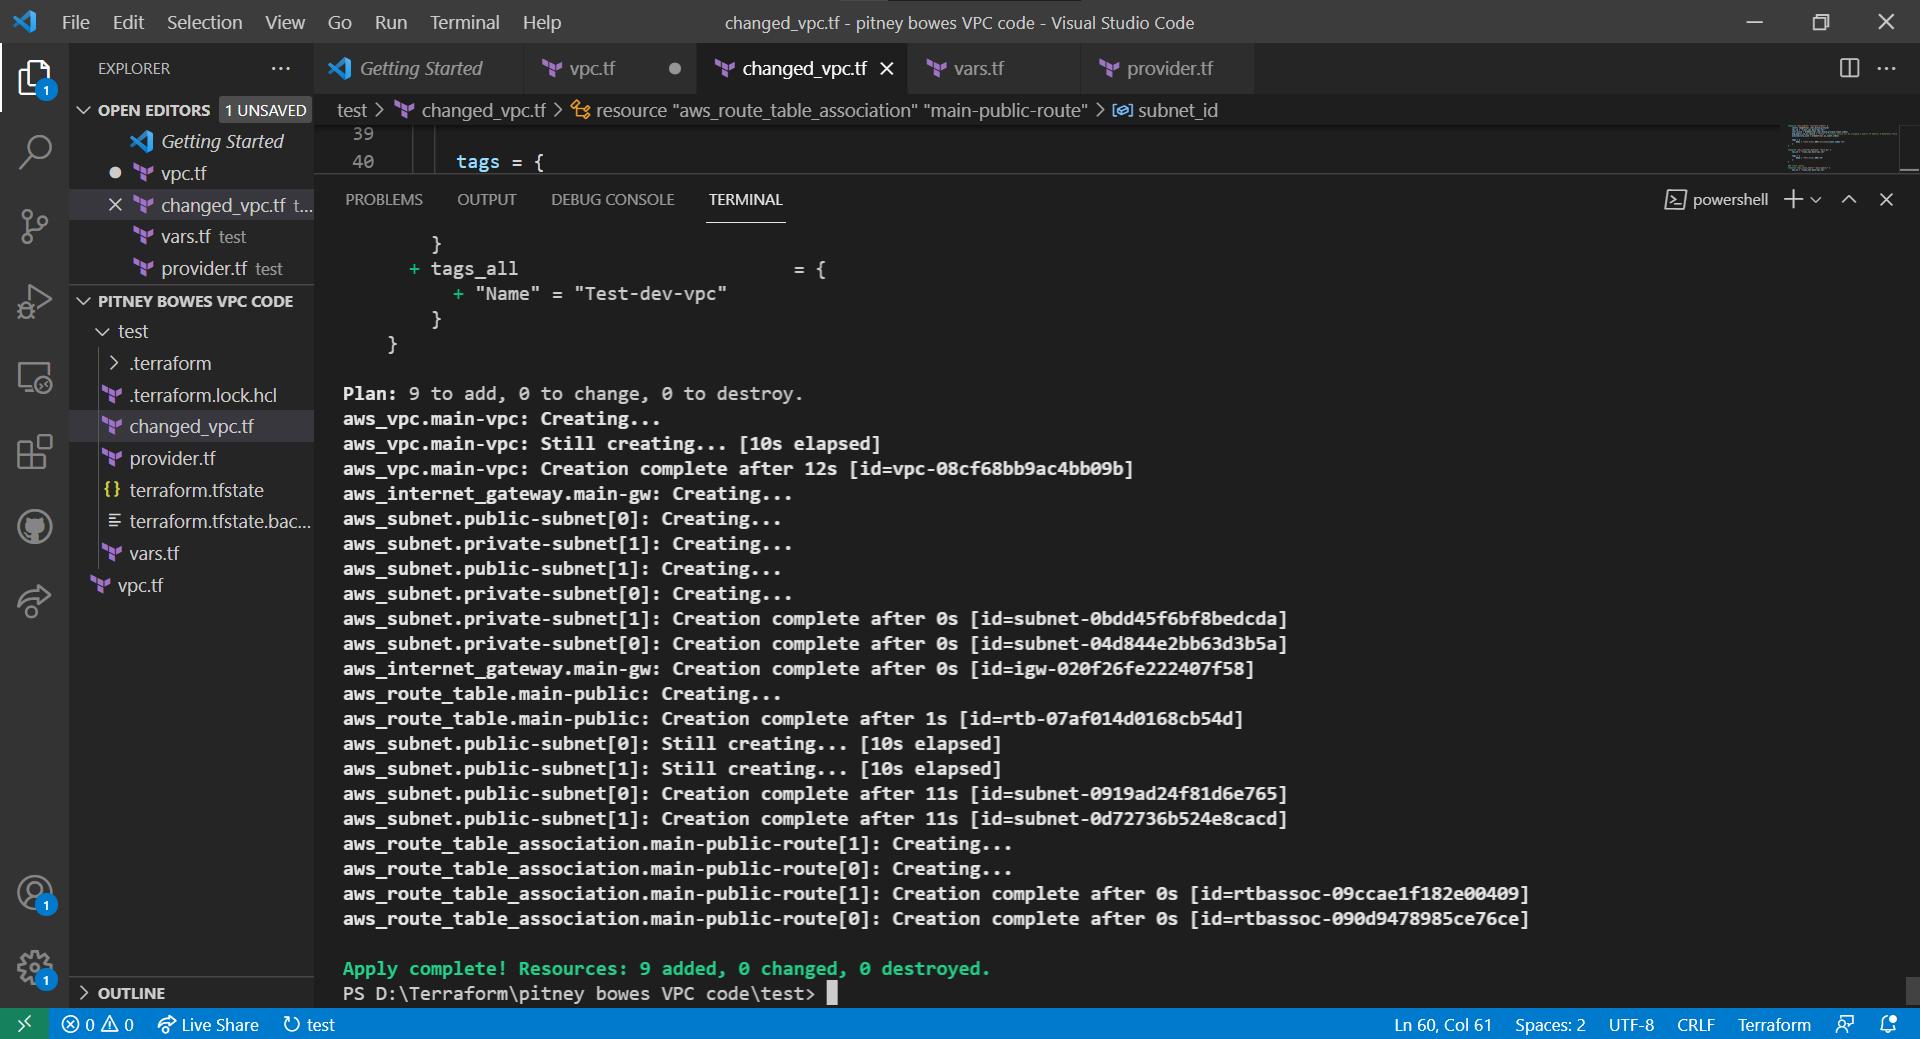 File Edit Selection View Go Run Terminal Help
changed_vpc.tf - pitney bowes VPC code - Visual Studio Code
EXPLORER
Getting Started
vpc.tf
changed_vpc.tf
vars.tf
provider.tf
OPEN EDITORS 1 UNSAVED
Getting Started
vpc.tf
changed_vpc.tf t...
vars.tf test
provider.tf test
PITNEY BOWES VPC CODE
test
.terraform
.terraform.lock.hcl
changed_vpc.tf
provider.tf
terraform.tfstate
terraform.tfstate.bac...
vars.tf
vpc.tf
OUTLINE
1
1
1
test > changed_vpc.tf > resource "aws_route_table_association" "main-public-route" > subnet_id
39
40 tags = {
PROBLEMS OUTPUT DEBUG CONSOLE TERMINAL
powershell
}
+ tags_all = {
+ "Name" = "Test-dev-vpc"
}
}
Plan: 9 to add, 0 to change, 0 to destroy.
aws_vpc.main-vpc: Creating...
aws_vpc.main-vpc: Still creating... [10s elapsed]
aws_vpc.main-vpc: Creation complete after 12s [id=vpc-08cf68bb9ac4bb09b]
aws_internet_gateway.main-gw: Creating...
aws_subnet.public-subnet[0]: Creating...
aws_subnet.private-subnet[1]: Creating...
aws_subnet.public-subnet[1]: Creating...
aws_subnet.private-subnet[0]: Creating...
aws_subnet.private-subnet[1]: Creation complete after 0s [id=subnet-0bdd45f6bf8bedcda]
aws_subnet.private-subnet[0]: Creation complete after 0s [id=subnet-04d844e2bb63d3b5a]
aws_internet_gateway.main-gw: Creation complete after 0s [id=igw-020f26fe222407f58]
aws_route_table.main-public: Creating...
aws_route_table.main-public: Creation complete after 1s [id=rtb-07af014d0168cb54d]
aws_subnet.public-subnet[0]: Still creating... [10s elapsed]
aws_subnet.public-subnet[1]: Still creating... [10s elapsed]
aws_subnet.public-subnet[0]: Creation complete after 11s [id=subnet-0919ad24f81d6e765]
aws_subnet.public-subnet[1]: Creation complete after 11s [id=subnet-0d72736b524e8cacd]
aws_route_table_association.main-public-route[1]: Creating...
aws_route_table_association.main-public-route[0]: Creating...
aws_route_table_association.main-public-route[1]: Creation complete after 0s [id=rtbassoc-09ccae1f182e00409]
aws_route_table_association.main-public-route[0]: Creation complete after 0s [id=rtbassoc-090d9478985ce76ce]
Apply complete! Resources: 9 added, 0 changed, 0 destroyed.
PS D:\Terraform\pitney bowes VPC code\test>
0 0 Live Share test
Ln 60, Col 61 Spaces: 2 UTF-8 CRLF Terraform